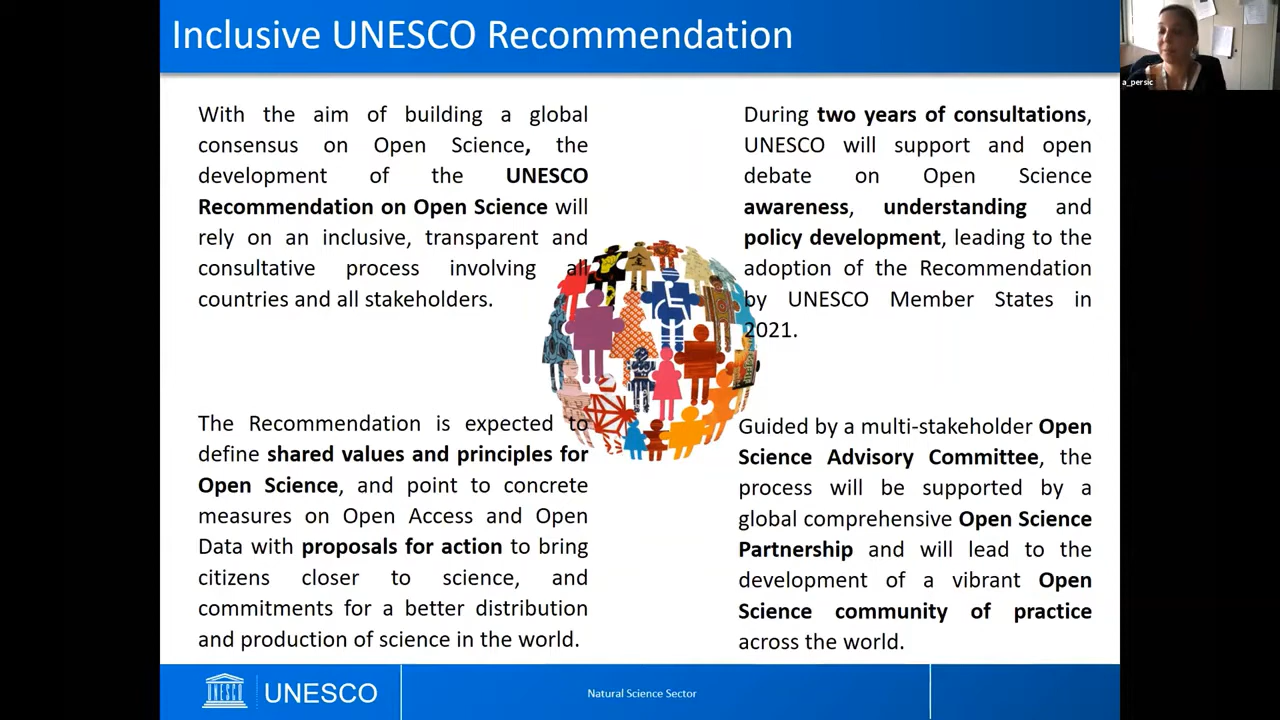 Inclusive UNESCO Recommendation
a_persic
With the aim of building a global
consensus on Open Science, the
development of the UNESCO
Recommendation on Open Science will
rely on an inclusive, transparent and
consultative process involving all
countries and all stakeholders.
During two years of consultations,
UNESCO will support and open
debate on Open Science
awareness, understanding and
policy development, leading to the
adoption of the Recommendation
by UNESCO Member States in
2021.
The Recommendation is expected to
define shared values and principles for
Open Science, and point to concrete
measures on Open Access and Open
Data with proposals for action to bring
citizens closer to science, and
commitments for a better distribution
and production of science in the world.
Guided by a multi-stakeholder Open
Science Advisory Committee, the
process will be supported by a
global comprehensive Open Science
Partnership and will lead to the
development of a vibrant Open
Science community of practice
across the world.
UNESCO
UNESCO
Natural Science Sector